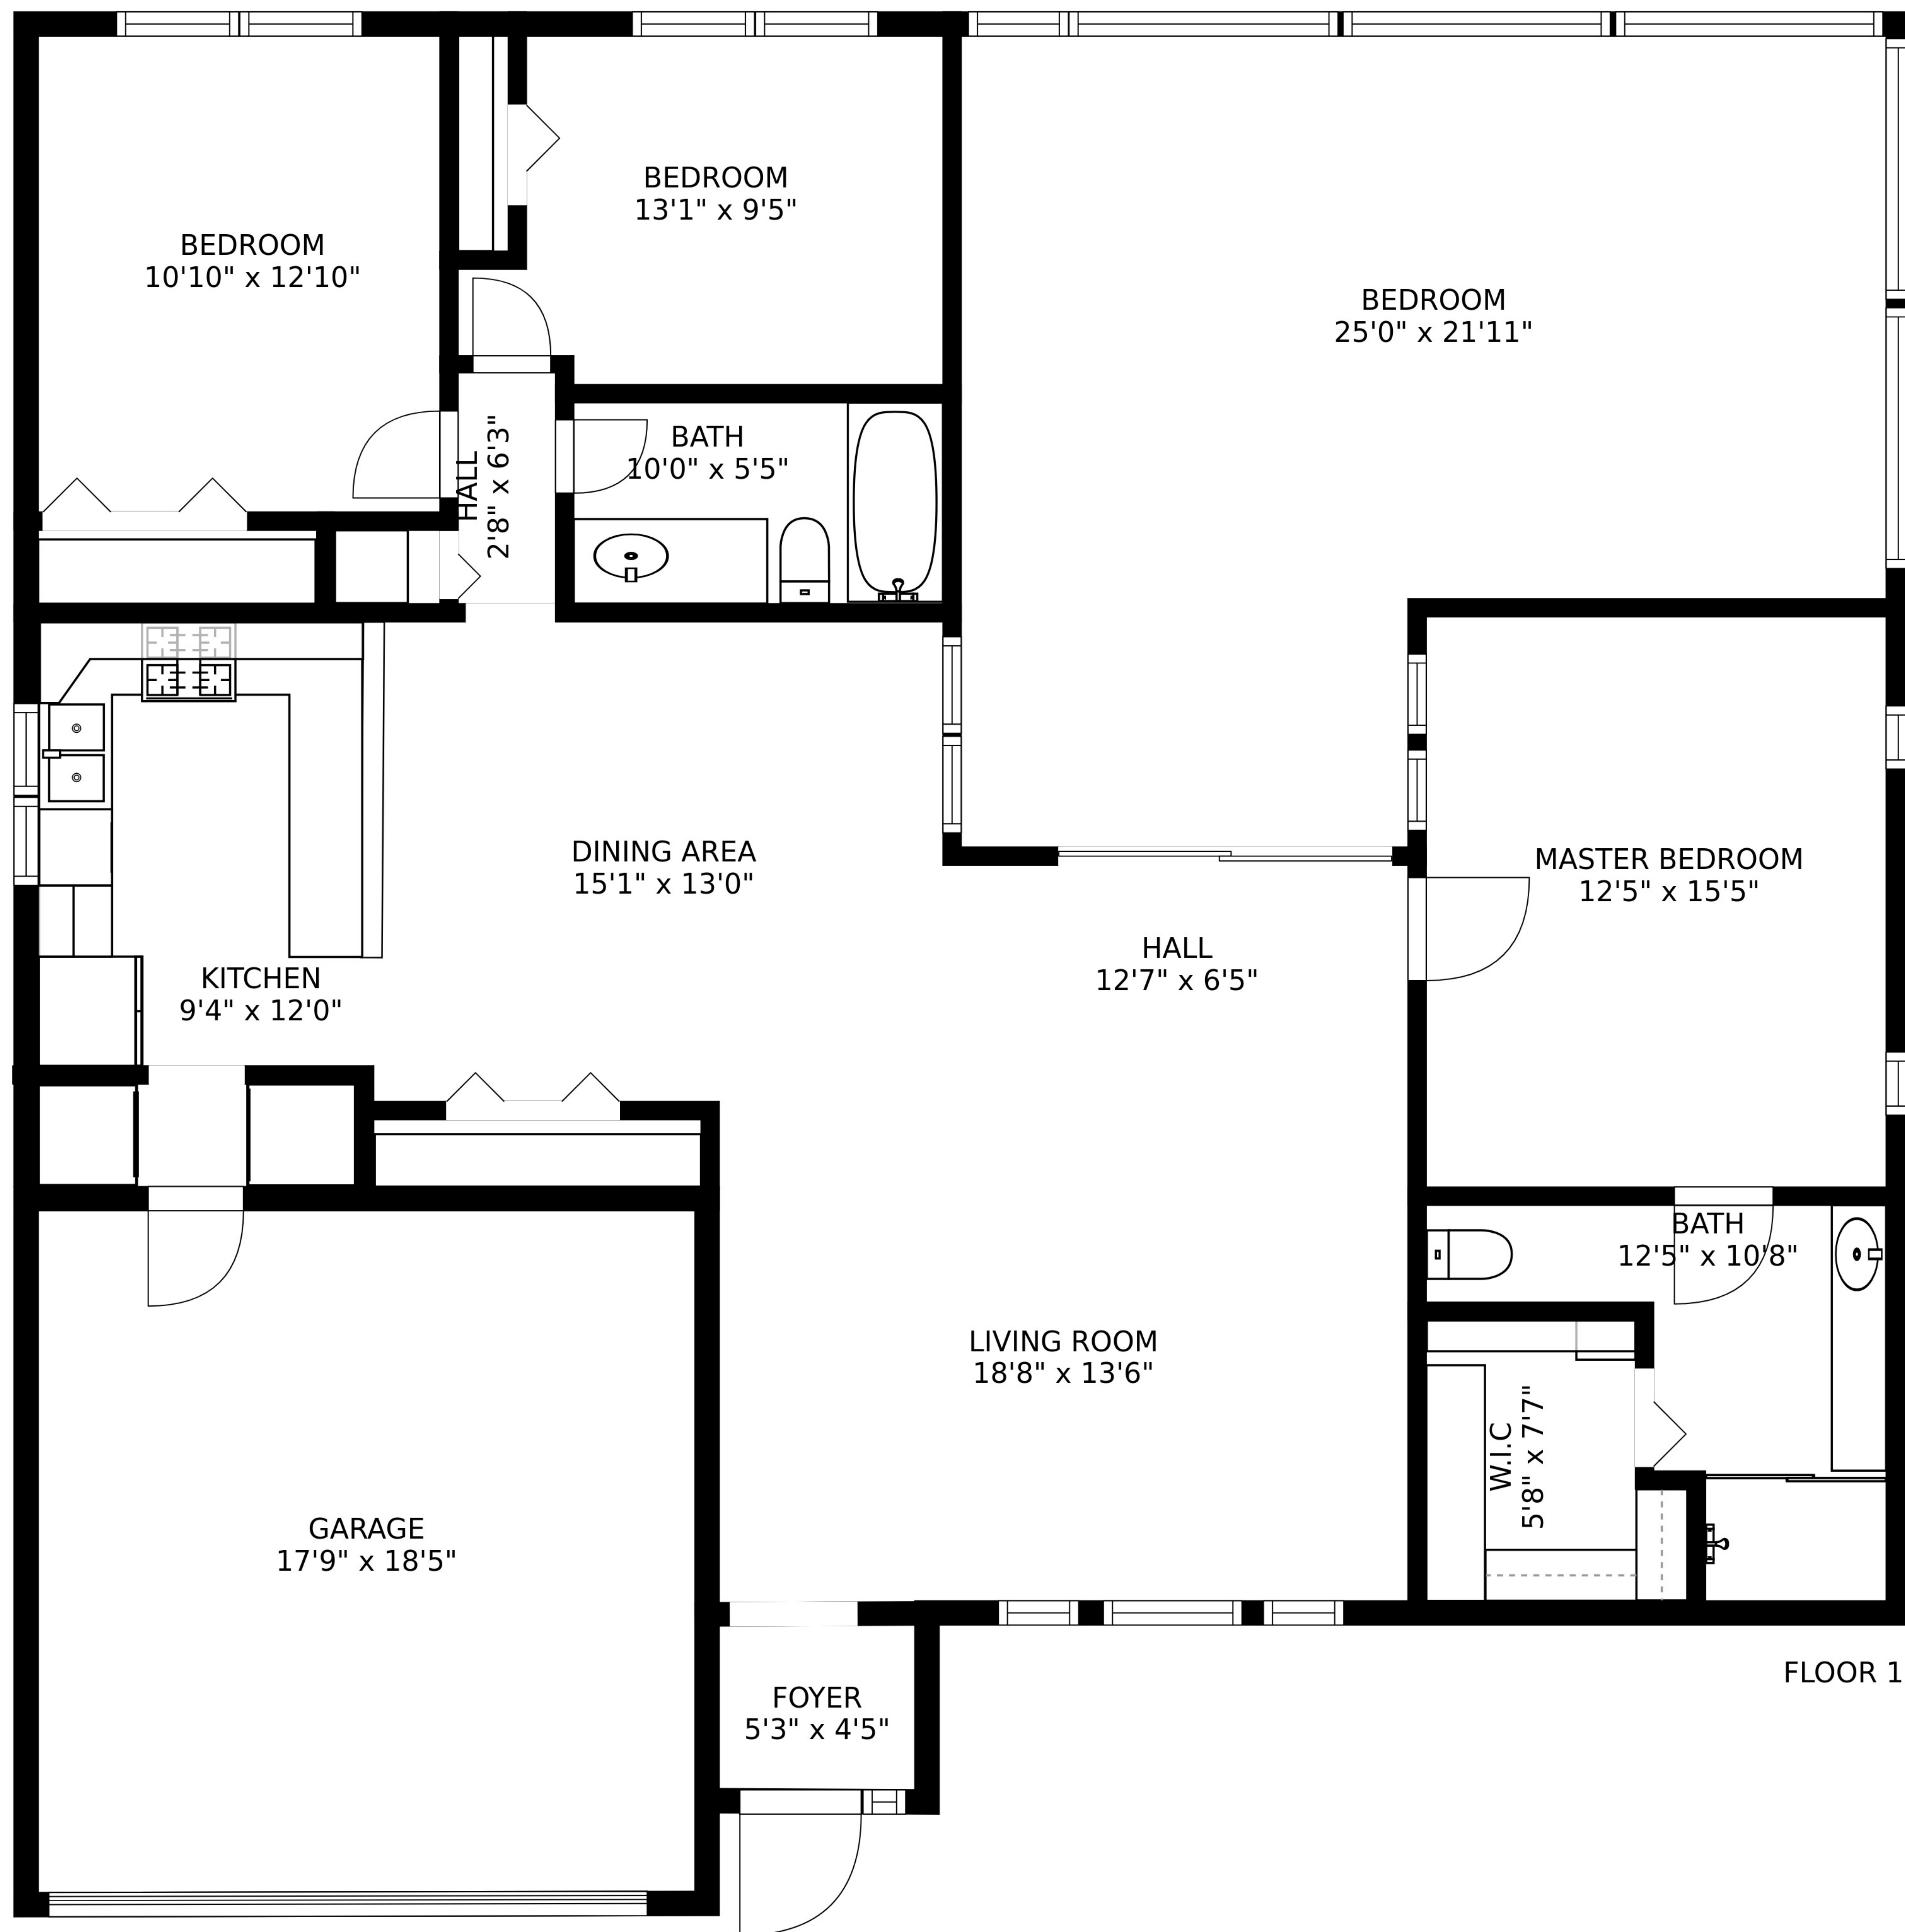 BEDROOM
13'1" x 9'5"
BEDROOM
10'10" x 12'10"
BEDROOM
25'0" x 21'11"
HALL
2'8" x 6'3"
BATH
10'0" x 5'5"
DINING AREA
15'1" x 13'0"
MASTER BEDROOM
12'5" x 15'5"
HALL
12'7" x 6'5"
KITCHEN
9'4" x 12'0"
BATH
12'5" x 10'8"
LIVING ROOM
18'8" x 13'6"
W.I.C
5'8" x 7'7"
GARAGE
17'9" x 18'5"
FOYER
5'3" x 4'5"
FLOOR 1